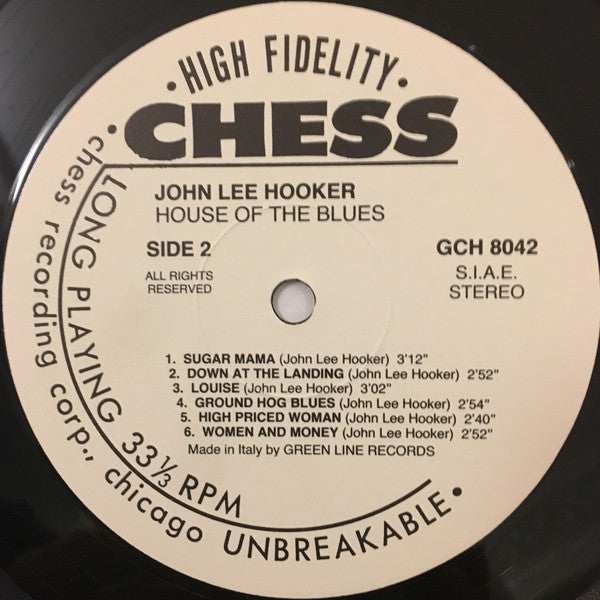 ·HIGH FIDELITY·
CHESS
JOHN LEE HOOKER
HOUSE OF THE BLUES
SIDE 2
GCH 8042
ALL RIGHTS
RESERVED
S.I.A.E.
STEREO
1. SUGAR MAMA (John Lee Hooker) 3'12"
2. DOWN AT THE LANDING (John Lee Hooker) 2'52"
3. LOUISE (John Lee Hooker) 3'02"
4. GROUND HOG BLUES (John Lee Hooker) 2'54"
5. HIGH PRICED WOMAN (John Lee Hooker) 2'40"
6. WOMEN AND MONEY (John Lee Hooker) 2'52"
Made in Italy by GREEN LINE RECORDS
LONG PLAYING 33⅓ RPM
·chess recording corp., chicago UNBREAKABLE·